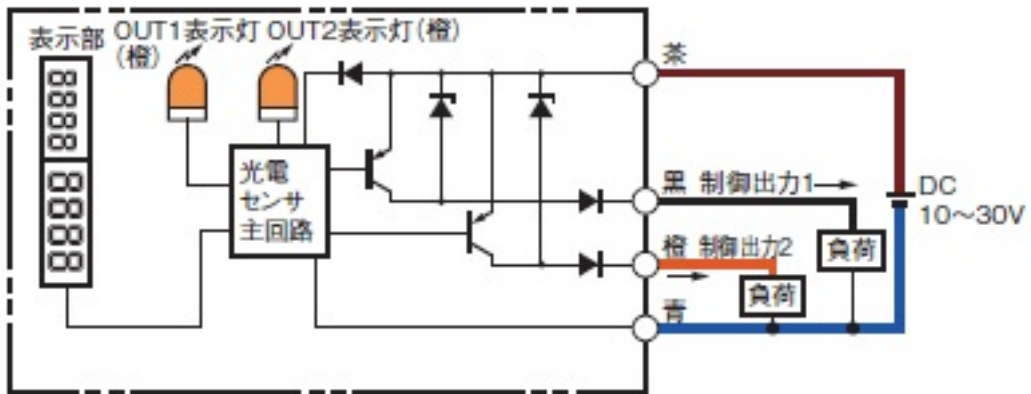 表示部
OUT1表示灯
(橙)
OUT2表示灯(橙)
茶
光電
センサ
主回路
黒 制御出力1
DC
10~30V
負荷
橙 制御出力2
負荷
青